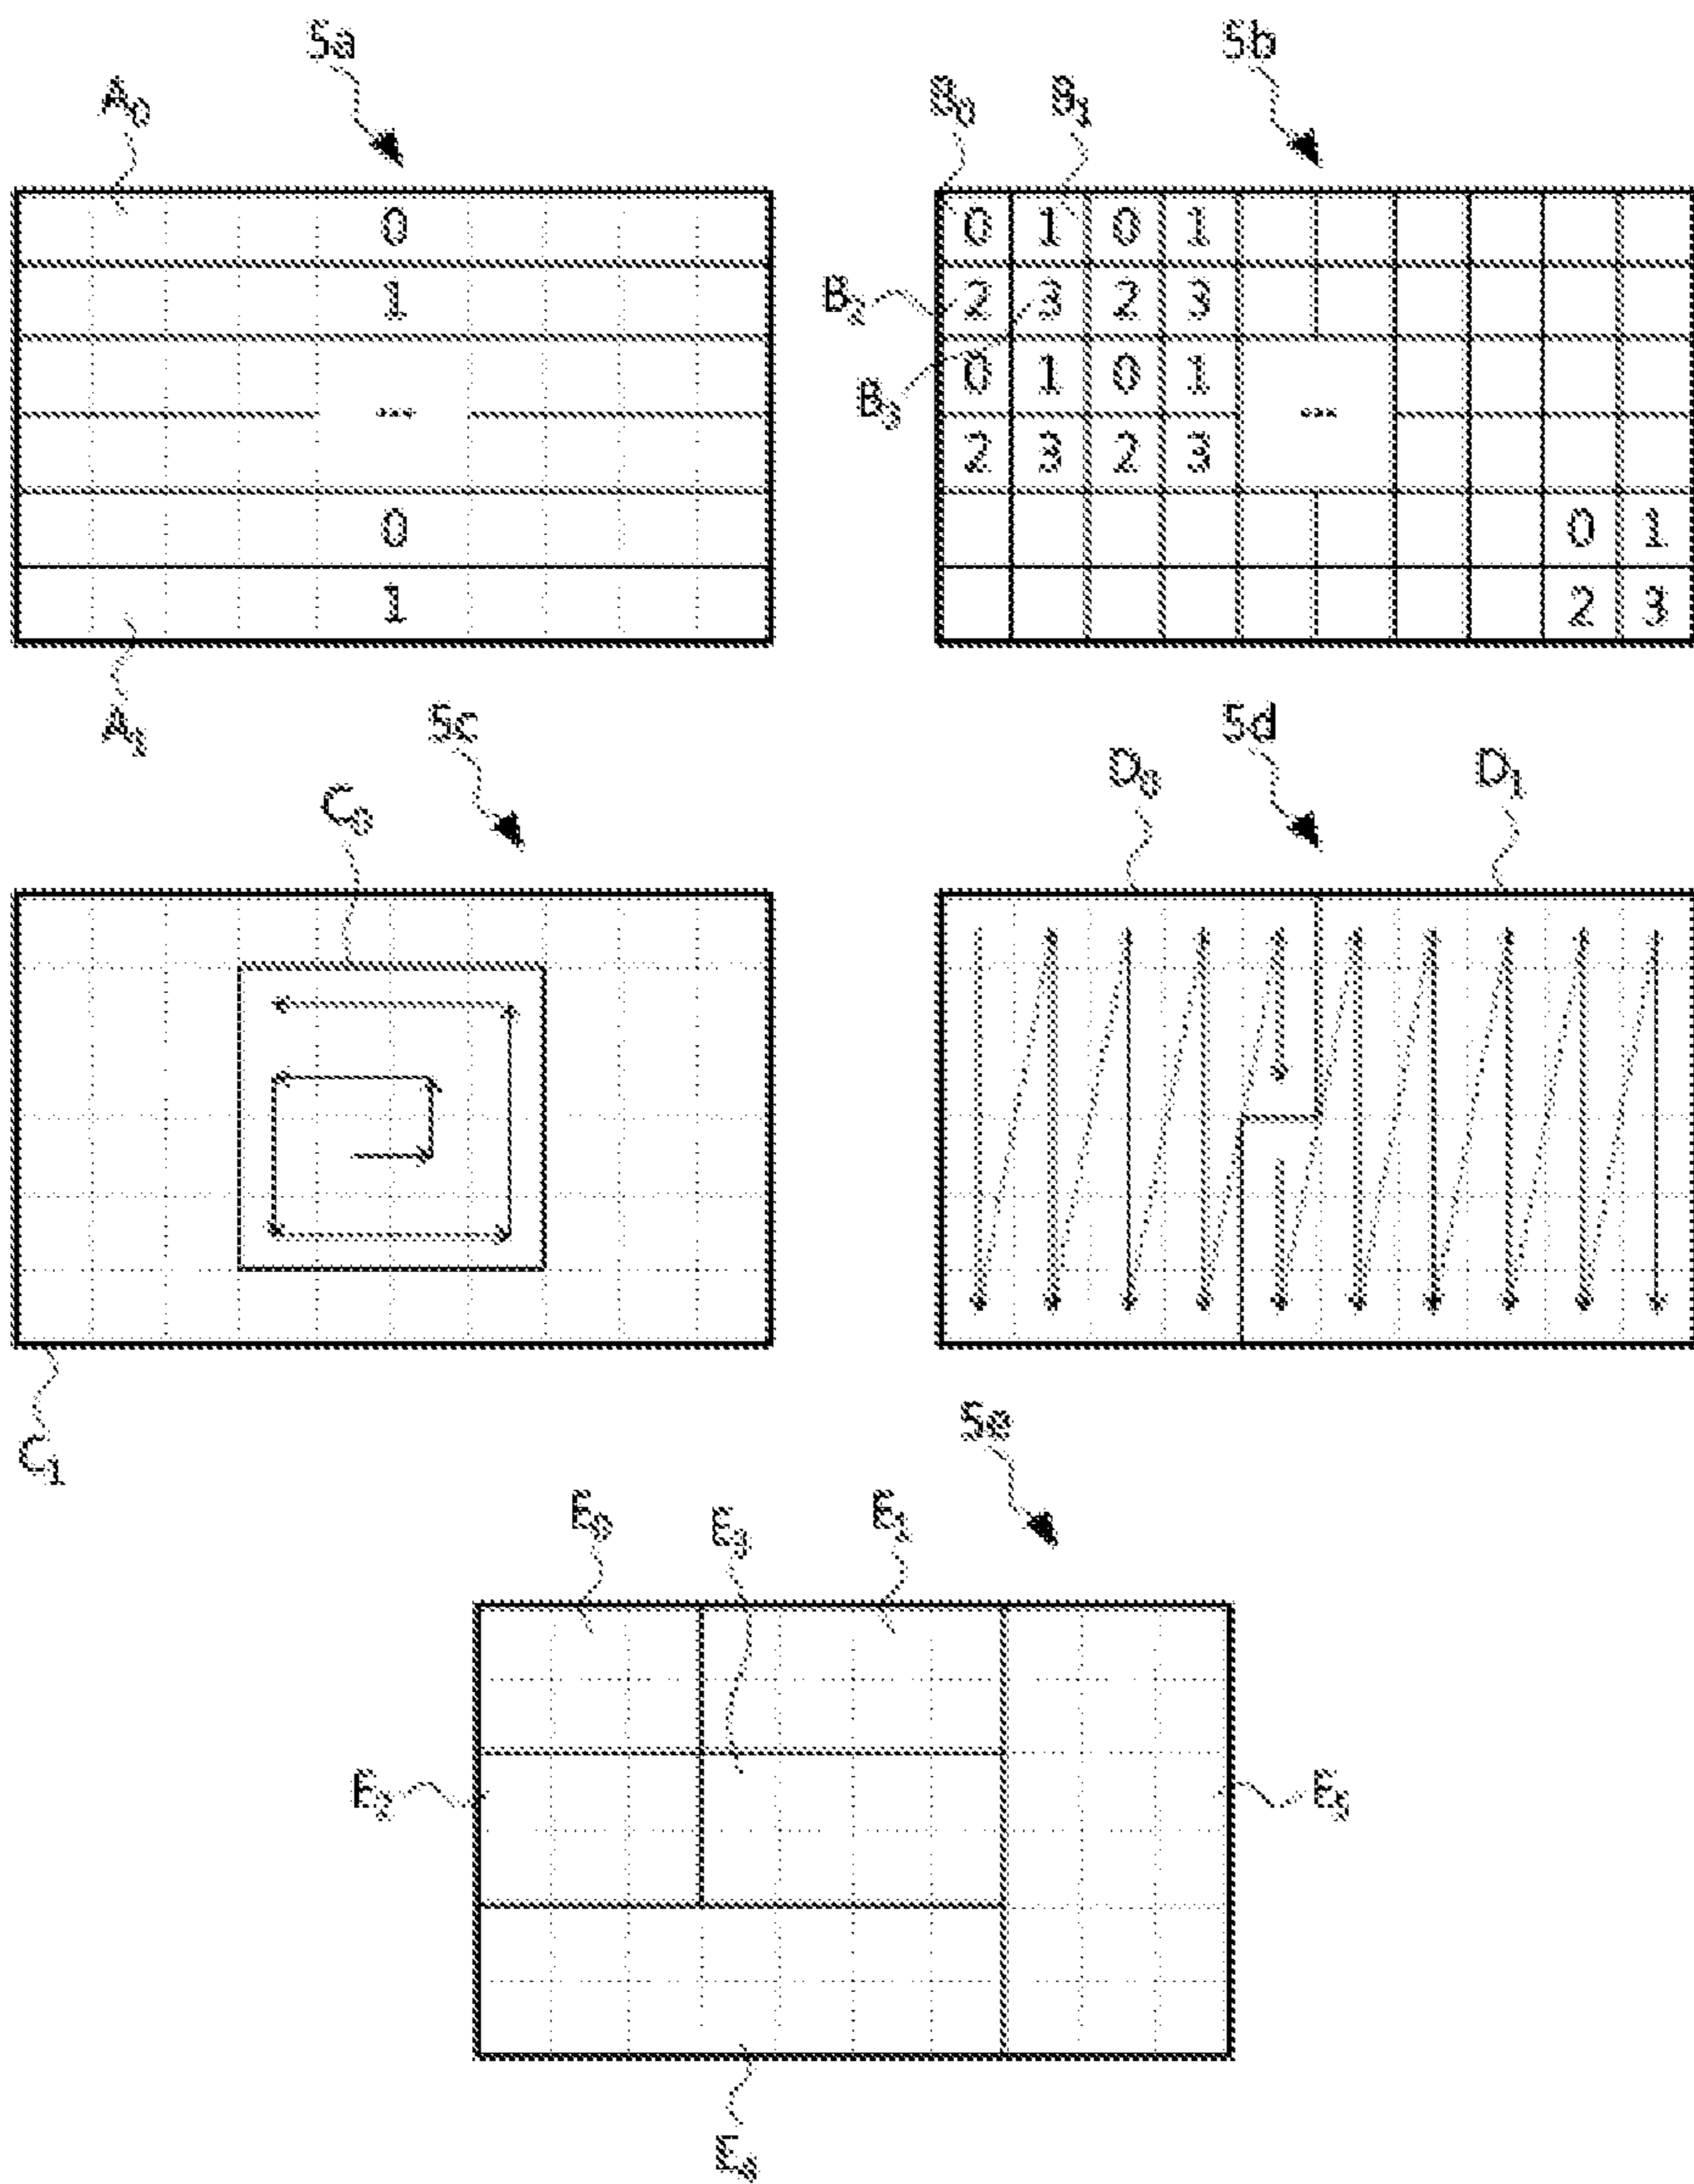 5a 5b
A₀ B₀ B₁
0 0 1 0 1
1 B₂ 2 3 2 3
0 1 0 1
... B₃ ...
2 3 2 3
0 0 1
1 2 3
A₁ 5c 5d
C₀ D₀ D₁
C₁ 5e
E₀ E₃ E₁
E₂ E₅
E₄